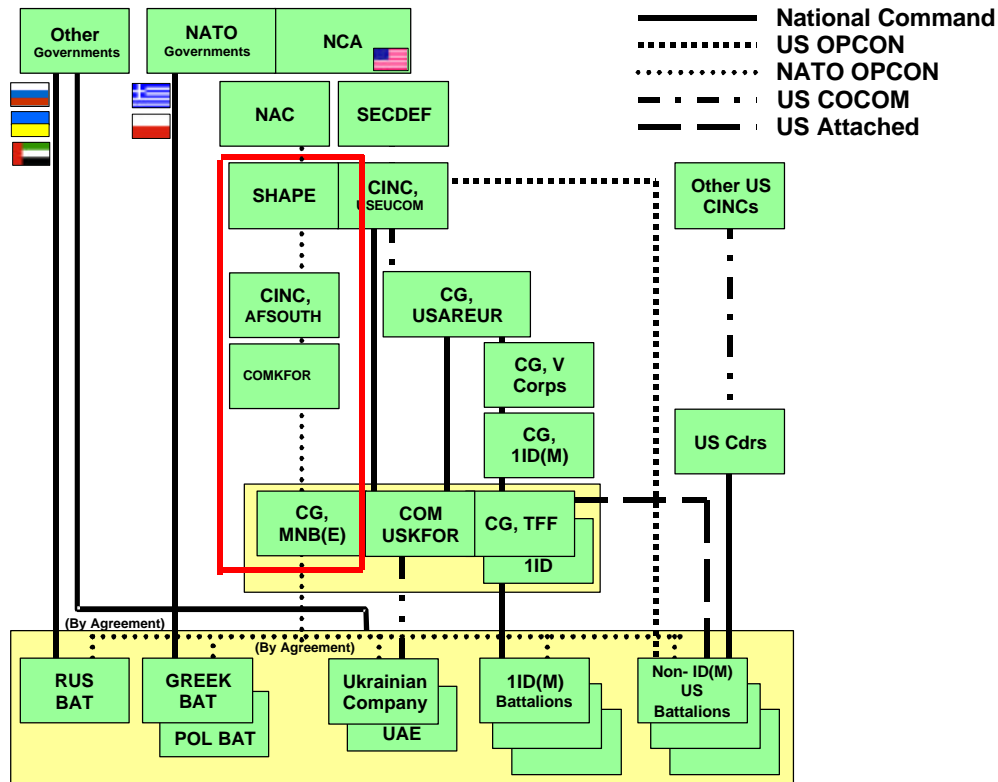 Other
Governments
NATO
Governments
NCA
National Command
US OPCON
NATO OPCON
US COCOM
US Attached
NAC
SECDEF
SHAPE
CINC,
USEUCOM
Other US
CINCs
CINC,
AFSOUTH
CG,
USAREUR
COMKFOR
CG, V
Corps
CG,
1ID(M)
US Cdrs
CG,
MNB(E)
COM
USKFOR
CG, TFF
1ID
(By Agreement)
(By Agreement)
RUS
BAT
GREEK
BAT
POL BAT
Ukrainian
Company
UAE
1ID(M)
Battalions
Non- ID(M)
US
Battalions